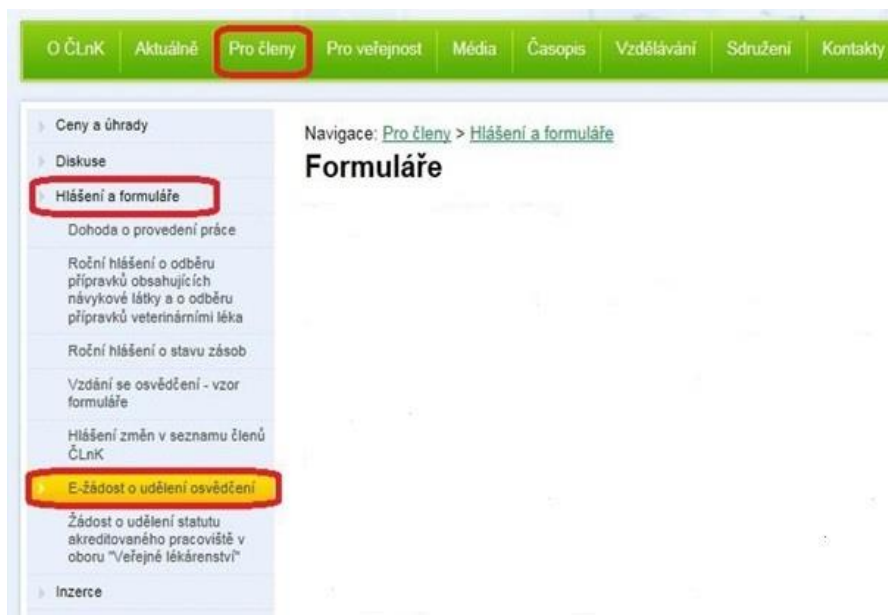 O ČLnK Aktuálně Pro členy Pro veřejnost Média Časopis Vzdělávání Sdružení Kontakty
Ceny a úhrady
Diskuse
Hlášení a formuláře
Dohoda o provedení práce
Roční hlášení o odběru
přípravků obsahujících
návykové látky a o odběru
přípravků veterinárními léka
Roční hlášení o stavu zásob
Vzdání se osvědčení - vzor
formuláře
Hlášení změn v seznamu členů
ČLnK
E-žádost o udělení osvědčení
Žádost o udělení statutu
akreditovaného pracoviště v
oboru "Veřejné lékárenství"
Inzerce
Navigace: Pro členy > Hlášení a formuláře
Formuláře